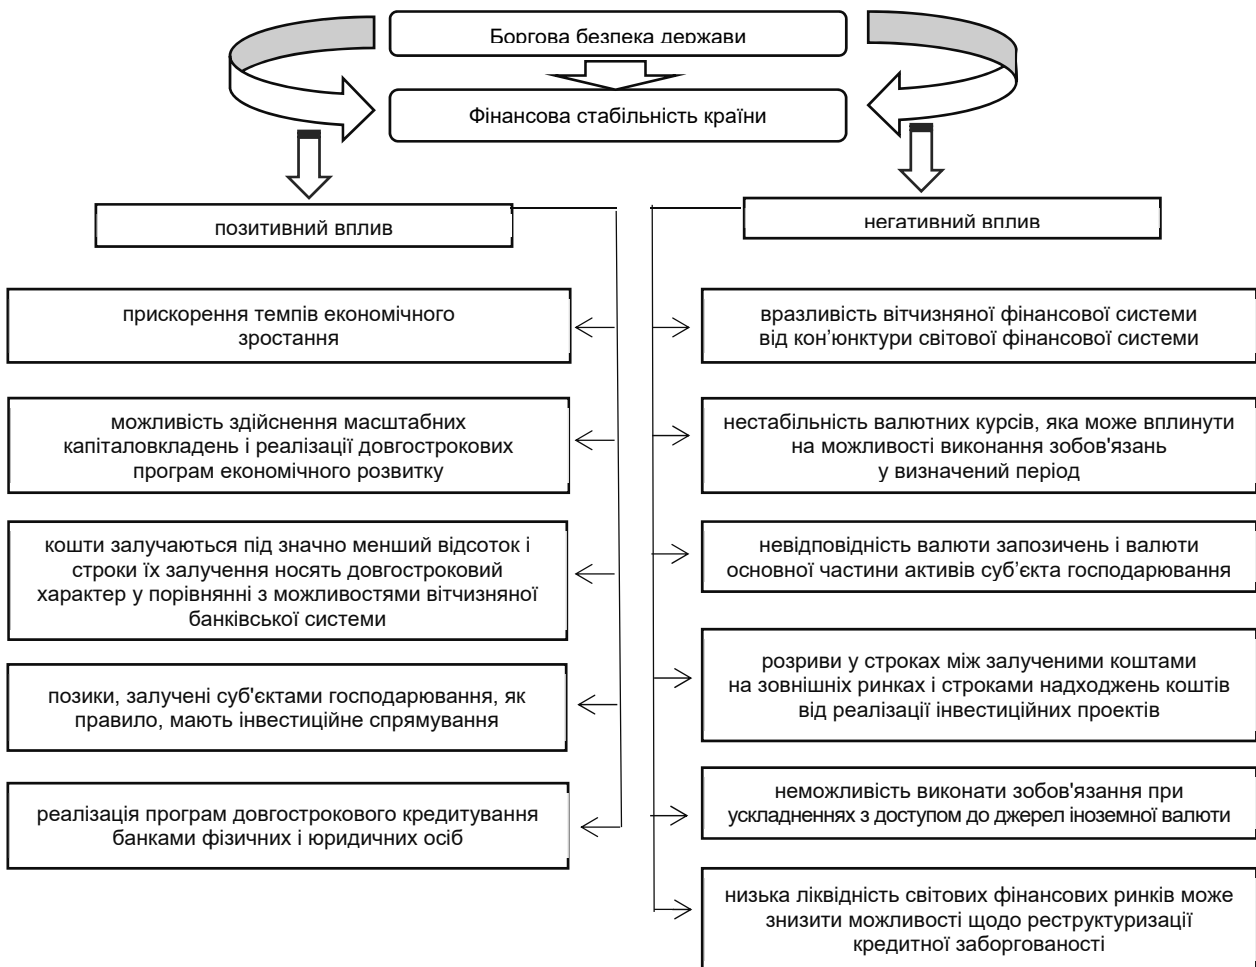 Боргова безпека держави
Фінансова стабільність країни
позитивний вплив
негативний вплив
прискорення темпів економічного
зростання
можливість здійснення масштабних
капіталовкладень і реалізації довгострокових
програм економічного розвитку
кошти залучаються під значно менший відсоток і
строки їх залучення носять довгостроковий
характер у порівнянні з можливостями вітчизняної
банківської системи
позики, залучені суб'єктами господарювання, як
правило, мають інвестиційне спрямування
реалізація програм довгострокового кредитування
банками фізичних і юридичних осіб
вразливість вітчизняної фінансової системи
від кон’юнктури світової фінансової системи
нестабільність валютних курсів, яка може вплинути
на можливості виконання зобов'язань
у визначений період
невідповідність валюти запозичень і валюти
основної частини активів суб’єкта господарювання
розриви у строках між залученими коштами
на зовнішніх ринках і строками надходжень коштів
від реалізації інвестиційних проектів
неможливість виконати зобов'язання при
ускладненнях з доступом до джерел іноземної валюти
низька ліквідність світових фінансових ринків може
знизити можливості щодо реструктуризації
кредитної заборгованості